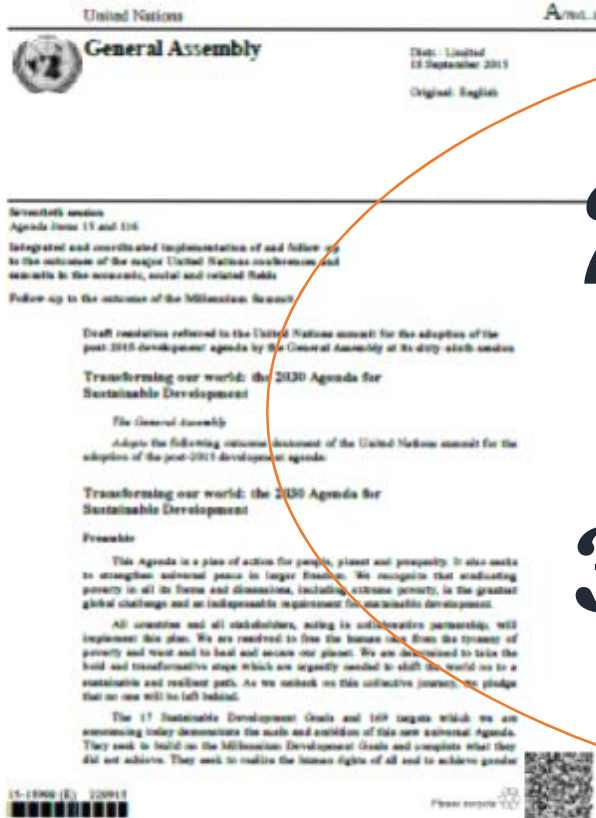 United Nations
General Assembly
Distr.: Limited
18 September 2015
Original: English
Seventieth session
Agenda items 15 and 116
Integrated and coordinated implementation of and follow-up
to the outcomes of the major United Nations conferences and
summits in the economic, social and related fields
Follow-up to the outcome of the Millennium Summit
Draft resolution referred to the United Nations summit for the adoption of the
post-2015 development agenda by the General Assembly at its sixty-ninth session
Transforming our world: the 2030 Agenda for
Sustainable Development
The General Assembly
Adopts the following outcome document of the United Nations summit for the
adoption of the post-2015 development agenda:
Transforming our world: the 2030 Agenda for
Sustainable Development
Preamble
This Agenda is a plan of action for people, planet and prosperity. It also seeks
to strengthen universal peace in larger freedom. We recognize that eradicating
poverty in all its forms and dimensions, including extreme poverty, is the greatest
global challenge and an indispensable requirement for sustainable development.
All countries and all stakeholders, acting in collaborative partnership, will
implement this plan. We are resolved to free the human race from the tyranny of
poverty and want and to heal and secure our planet. We are determined to take the
bold and transformative steps which are urgently needed to shift the world on to a
sustainable and resilient path. As we embark on this collective journey, we pledge
that no one will be left behind.
The 17 Sustainable Development Goals and 169 targets which we are
announcing today demonstrate the scale and ambition of this new universal Agenda.
They seek to build on the Millennium Development Goals and complete what they
did not achieve. They seek to realize the human rights of all and to achieve gender
15-15900 (E) 220915
Please recycle
3